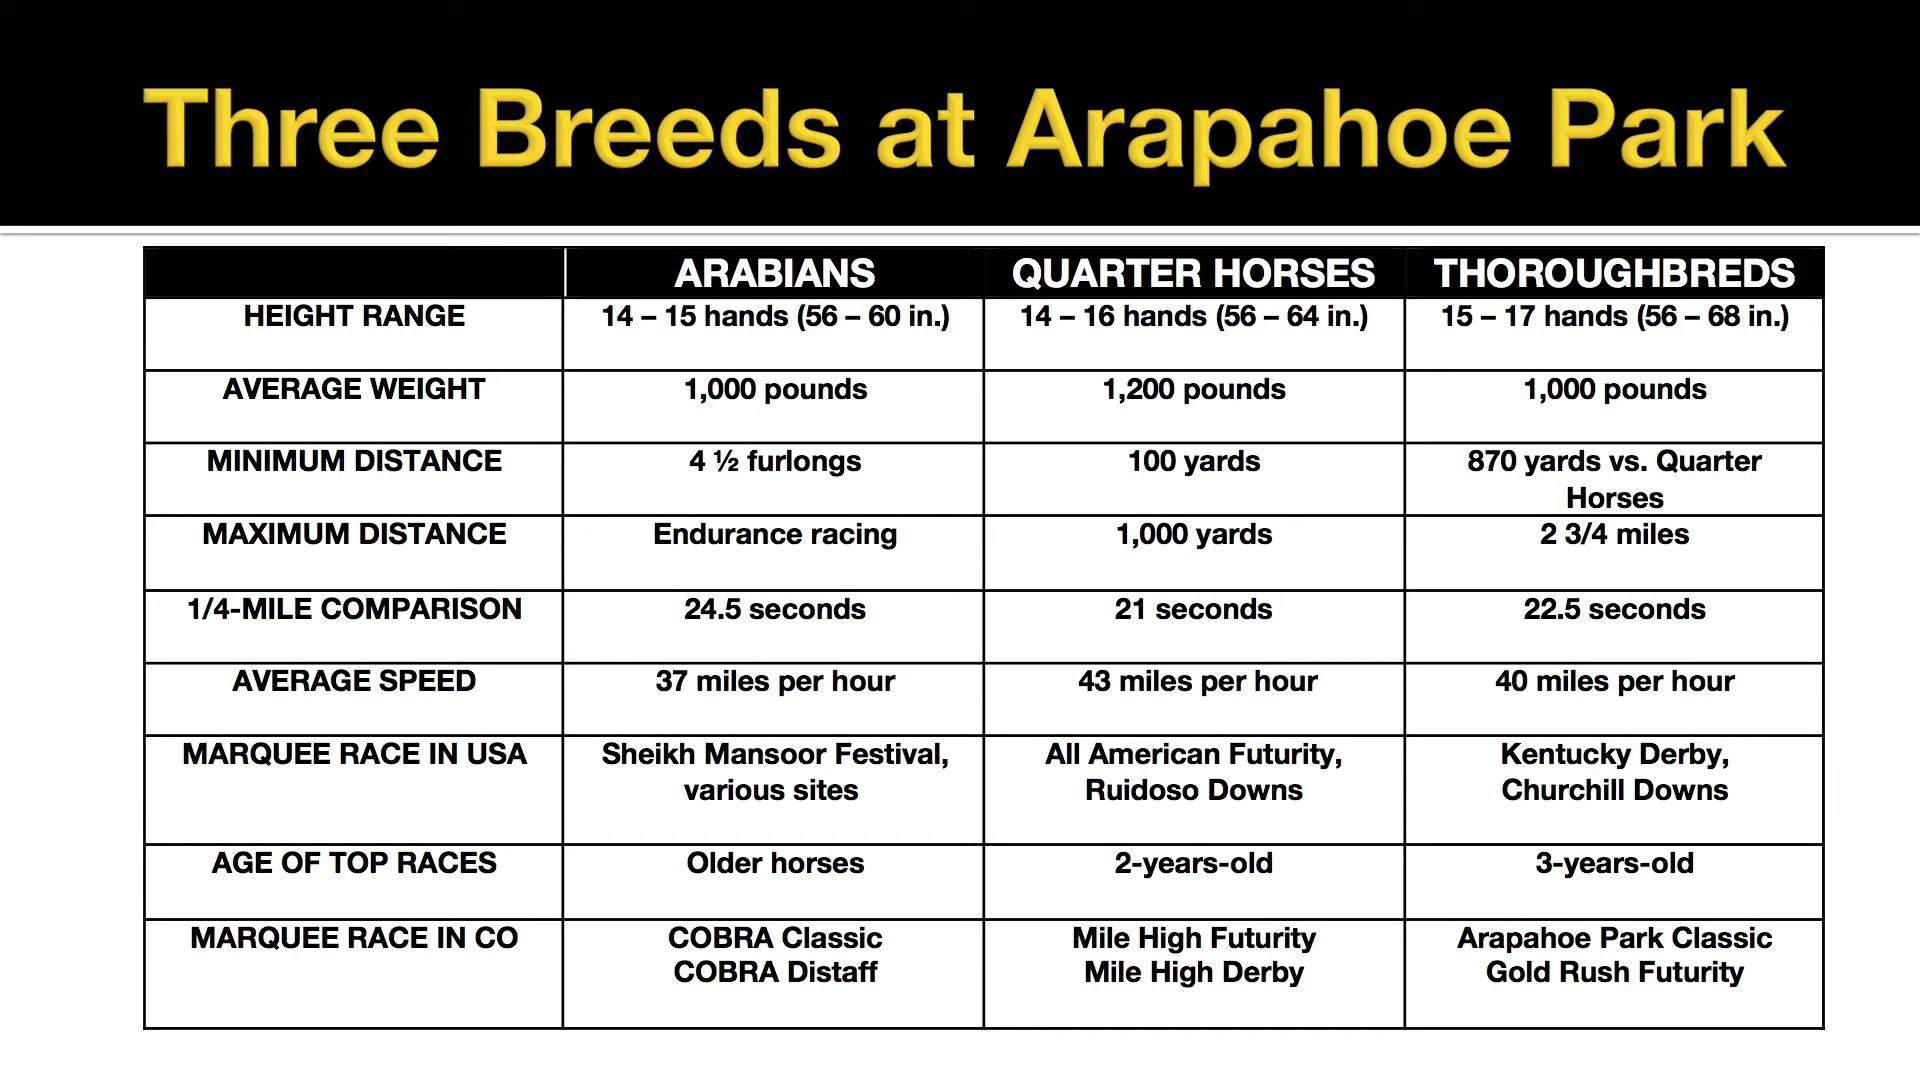 Three Breeds at Arapahoe Park
ARABIANS QUARTER HORSES THOROUGHBREDS
HEIGHT RANGE 14 – 15 hands (56 – 60 in.) 14 – 16 hands (56 – 64 in.) 15 – 17 hands (56 – 68 in.)
AVERAGE WEIGHT 1,000 pounds 1,200 pounds 1,000 pounds
MINIMUM DISTANCE 4 ½ furlongs 100 yards 870 yards vs. Quarter
Horses
MAXIMUM DISTANCE Endurance racing 1,000 yards 2 3/4 miles
1/4-MILE COMPARISON 24.5 seconds 21 seconds 22.5 seconds
AVERAGE SPEED 37 miles per hour 43 miles per hour 40 miles per hour
MARQUEE RACE IN USA Sheikh Mansoor Festival, All American Futurity, Kentucky Derby,
various sites Ruidoso Downs Churchill Downs
AGE OF TOP RACES Older horses 2-years-old 3-years-old
MARQUEE RACE IN CO COBRA Classic Mile High Futurity Arapahoe Park Classic
COBRA Distaff Mile High Derby Gold Rush Futurity